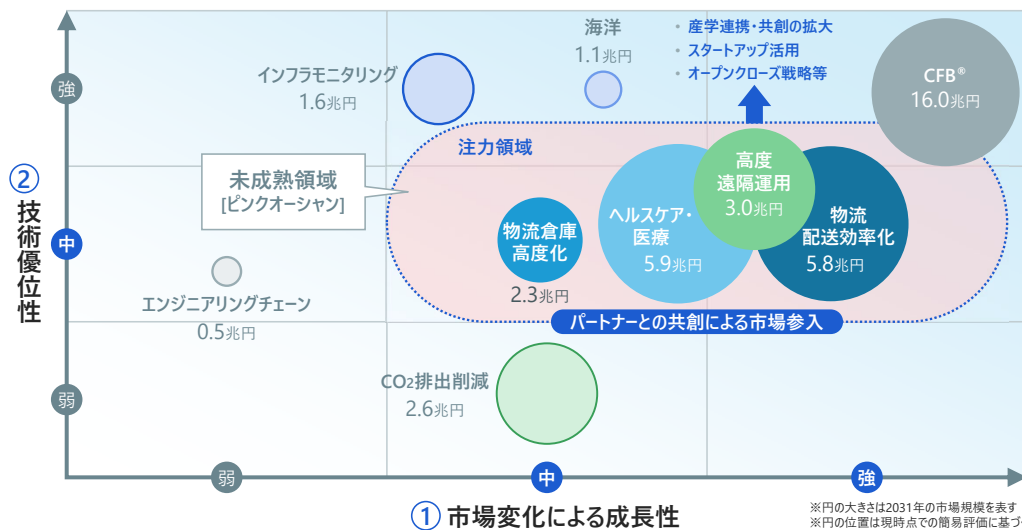 海洋
1.1兆円
・ 産学連携・共創の拡大
・ スタートアップ活用
・ オープンクローズ戦略等
インフラモニタリング
1.6兆円
CFB®
16.0兆円
強
注力領域
未成熟領域
[ピンクオーシャン]
高度
遠隔運用
3.0兆円
② 技術優位性
中
物流倉庫
高度化
2.3兆円
ヘルスケア・
医療
5.9兆円
物流
配送効率化
5.8兆円
エンジニアリングチェーン
0.5兆円
パートナーとの共創による市場参入
CO2排出削減
2.6兆円
弱
弱
中
強
① 市場変化による成長性
※円の大きさは2031年の市場規模を表す
※円の位置は現時点での簡易評価に基づ